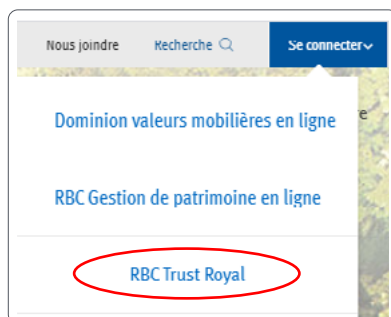 Nous joindre Recherche Se connecter
Dominion valeurs mobilières en ligne
RBC Gestion de patrimoine en ligne
RBC Trust Royal